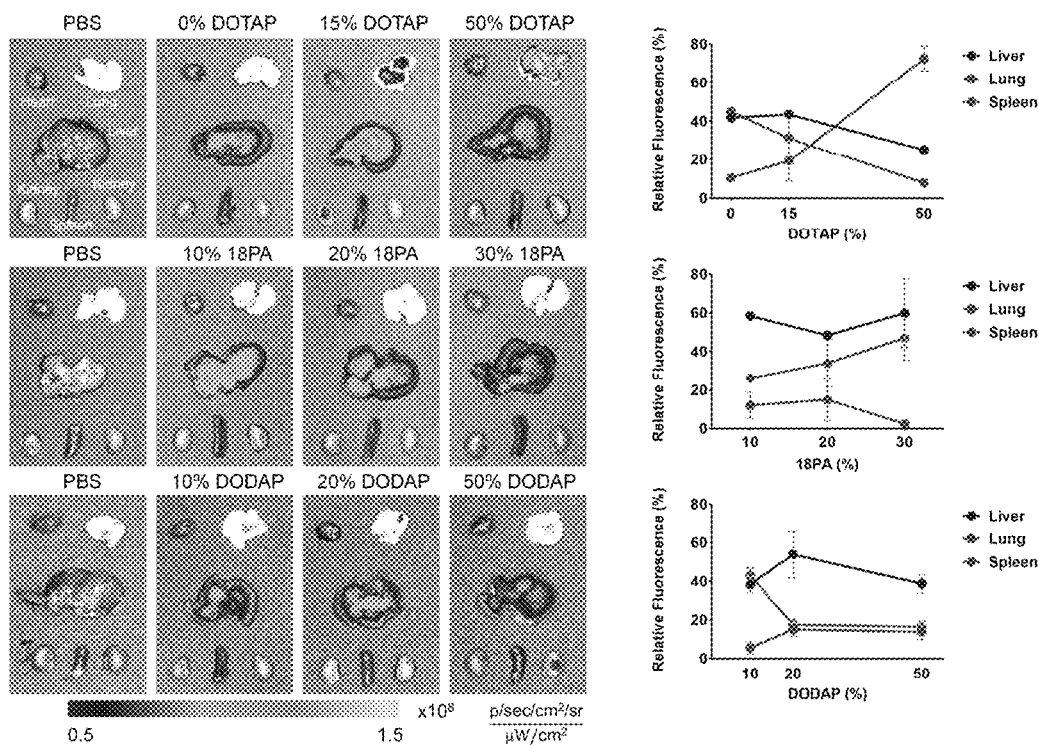 PBS 0% DOTAP 15% DOTAP 50% DOTAP
PBS 10% 18PA 20% 18PA 30% 18PA
PBS 10% DODAP 20% DODAP 50% DODAP
0.5 1.5 x10⁸ p/sec/cm²/sr
µW/cm²
Relative Fluorescence (%)
80
60
40
20
0
0 15 50
DOTAP (%)
Liver
Lung
Spleen
Relative Fluorescence (%)
80
60
40
20
0
10 20 30
18PA (%)
Liver
Lung
Spleen
Relative Fluorescence (%)
80
60
40
20
0
10 20 50
DODAP (%)
Liver
Lung
Spleen